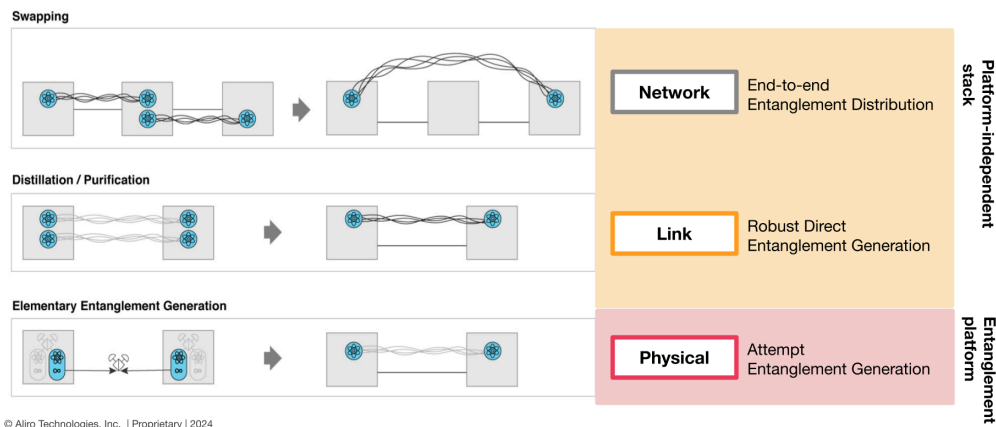 Swapping
Network
End-to-end
Entanglement Distribution
Platform-independent
stack
Distillation / Purification
Link
Robust Direct
Entanglement Generation
Elementary Entanglement Generation
Physical
Attempt
Entanglement Generation
Entanglement
platform
© Aliro Technologies, Inc. | Proprietary | 2024